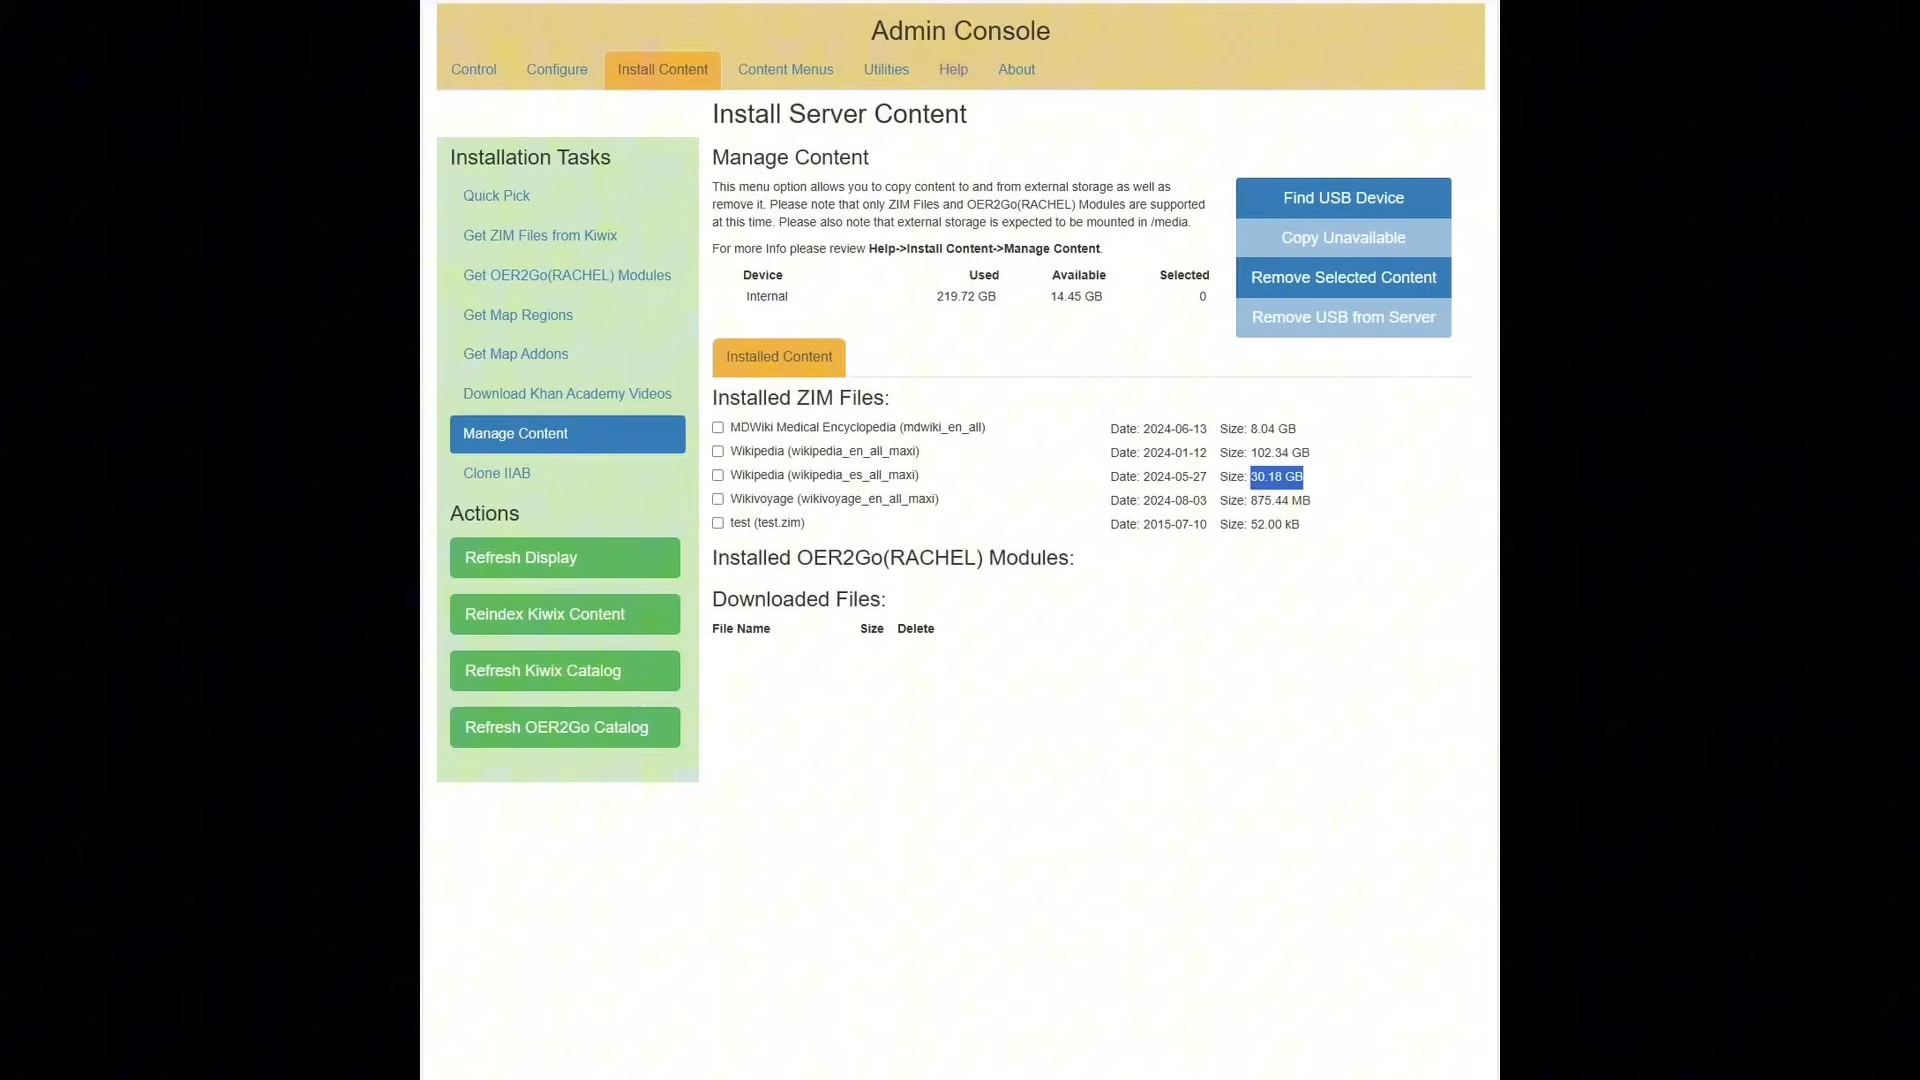 Admin Console
Control Configure Install Content Content Menus Utilities Help About
Install Server Content
Installation Tasks
Quick Pick
Get ZIM Files from Kiwix
Get OER2Go(RACHEL) Modules
Get Map Regions
Get Map Addons
Download Khan Academy Videos
Manage Content
Clone IIAB
Actions
Refresh Display
Reindex Kiwix Content
Refresh Kiwix Catalog
Refresh OER2Go Catalog
Manage Content
This menu option allows you to copy content to and from external storage as well as
remove it. Please note that only ZIM Files and OER2Go(RACHEL) Modules are supported
at this time. Please also note that external storage is expected to be mounted in /media.
For more Info please review Help->Install Content->Manage Content.
Device Used Available Selected
Internal 219.72 GB 14.45 GB 0
Find USB Device
Copy Unavailable
Remove Selected Content
Remove USB from Server
Installed Content
Installed ZIM Files:
MDWiki Medical Encyclopedia (mdwiki_en_all) Date: 2024-06-13 Size: 8.04 GB
Wikipedia (wikipedia_en_all_maxi) Date: 2024-01-12 Size: 102.34 GB
Wikipedia (wikipedia_es_all_maxi) Date: 2024-05-27 Size: 30.18 GB
Wikivoyage (wikivoyage_en_all_maxi) Date: 2024-08-03 Size: 875.44 MB
test (test.zim) Date: 2015-07-10 Size: 52.00 kB
Installed OER2Go(RACHEL) Modules:
Downloaded Files:
File Name Size Delete